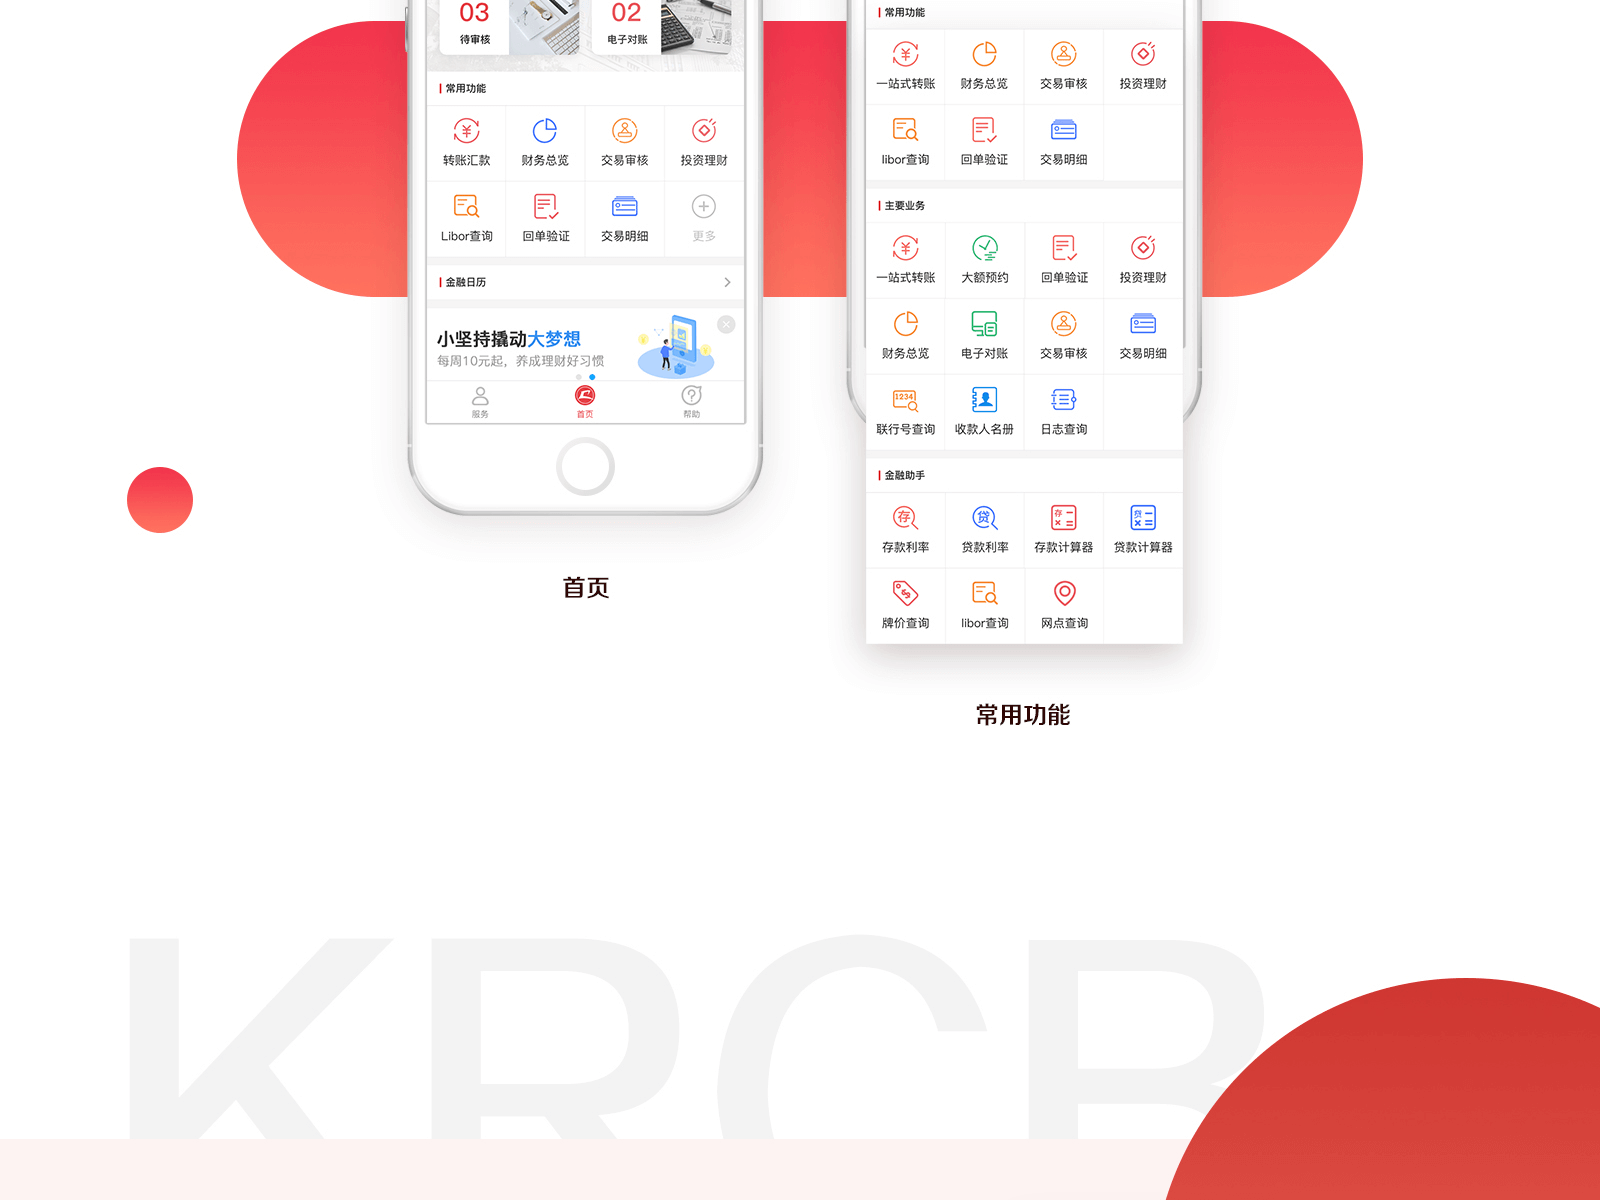 03
02
待审核
电子对账
常用功能
转账汇款
财务总览
交易审核
投资理财
Libor查询
回单验证
交易明细
更多
金融日历
小坚持撬动大梦想
每周10元起，养成理财好习惯
服务
首页
帮助
首页
常用功能
一站式转账
财务总览
交易审核
投资理财
libor查询
回单验证
交易明细
主要业务
一站式转账
大额预约
回单验证
投资理财
财务总览
电子对账
交易审核
交易明细
1234
联行号查询
收款人名册
日志查询
金融助手
存
贷
存
贷
存款利率
贷款利率
存款计算器
贷款计算器
牌价查询
libor查询
网点查询
常用功能
KRCB